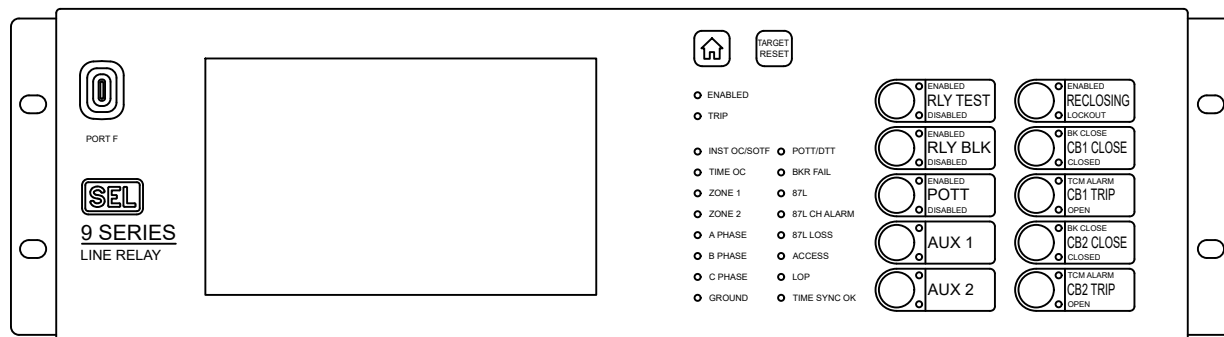 PORT F
SEL
9 SERIES
LINE RELAY
TARGET
RESET
ENABLED
TRIP
INST OC/SOTF
TIME OC
ZONE 1
ZONE 2
A PHASE
B PHASE
C PHASE
GROUND
POTT/DTT
BKR FAIL
87L
87L CH ALARM
87L LOSS
ACCESS
LOP
TIME SYNC OK
ENABLED
RLY TEST
DISABLED
ENABLED
RLY BLK
DISABLED
ENABLED
POTT
DISABLED
AUX 1
AUX 2
ENABLED
RECLOSING
LOCKOUT
BK CLOSE
CB1 CLOSE
CLOSED
TCM ALARM
CB1 TRIP
OPEN
BK CLOSE
CB2 CLOSE
CLOSED
TCM ALARM
CB2 TRIP
OPEN